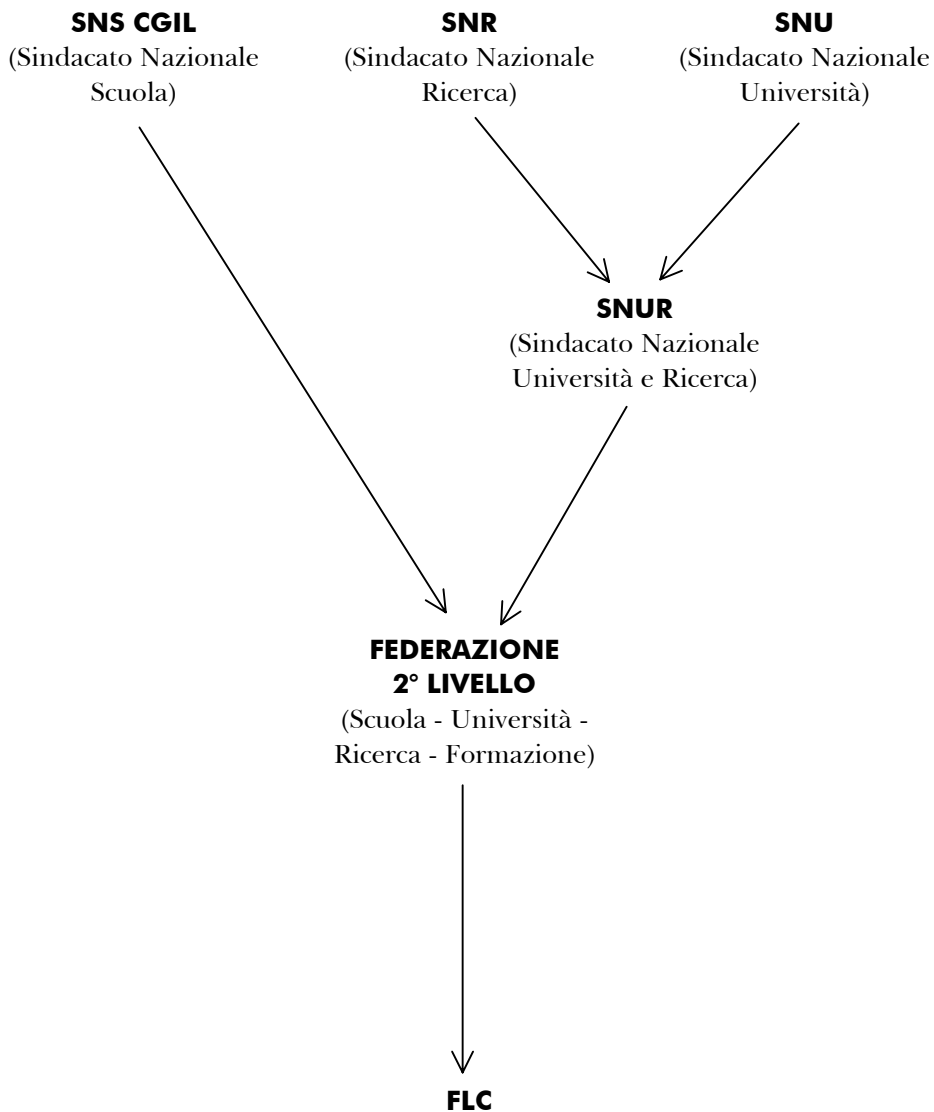 SNS CGIL
(Sindacato Nazionale
Scuola)
SNR
(Sindacato Nazionale
Ricerca)
SNU
(Sindacato Nazionale
Università)
SNUR
(Sindacato Nazionale
Università e Ricerca)
FEDERAZIONE
2° LIVELLO
(Scuola - Università -
Ricerca - Formazione)
FLC